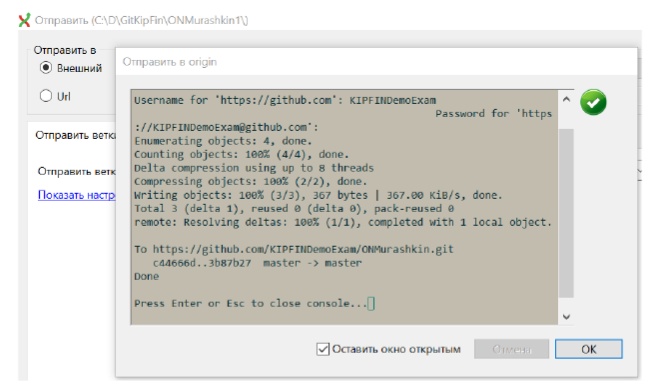 Отправить (C:\D\GitKipFin\ONMurashkin1\)
Отправить в
Внешний
Url
Отправить ветк
Отправить ветк
Показать настр
Отправить в origin
Username for 'https://github.com': KIPFINDemoExam
Password for 'https
://KIPFINDemoExam@github.com':
Enumerating objects: 4, done.
Counting objects: 100% (4/4), done.
Delta compression using up to 8 threads
Compressing objects: 100% (2/2), done.
Writing objects: 100% (3/3), 367 bytes | 367.00 KiB/s, done.
Total 3 (delta 1), reused 0 (delta 0), pack-reused 0
remote: Resolving deltas: 100% (1/1), completed with 1 local object.
To https://github.com/KIPFINDemoExam/ONMurashkin.git
c44666d..3b87b27 master -> master
Done
Press Enter or Esc to close console...
Оставить окно открытым
Отмена
OK